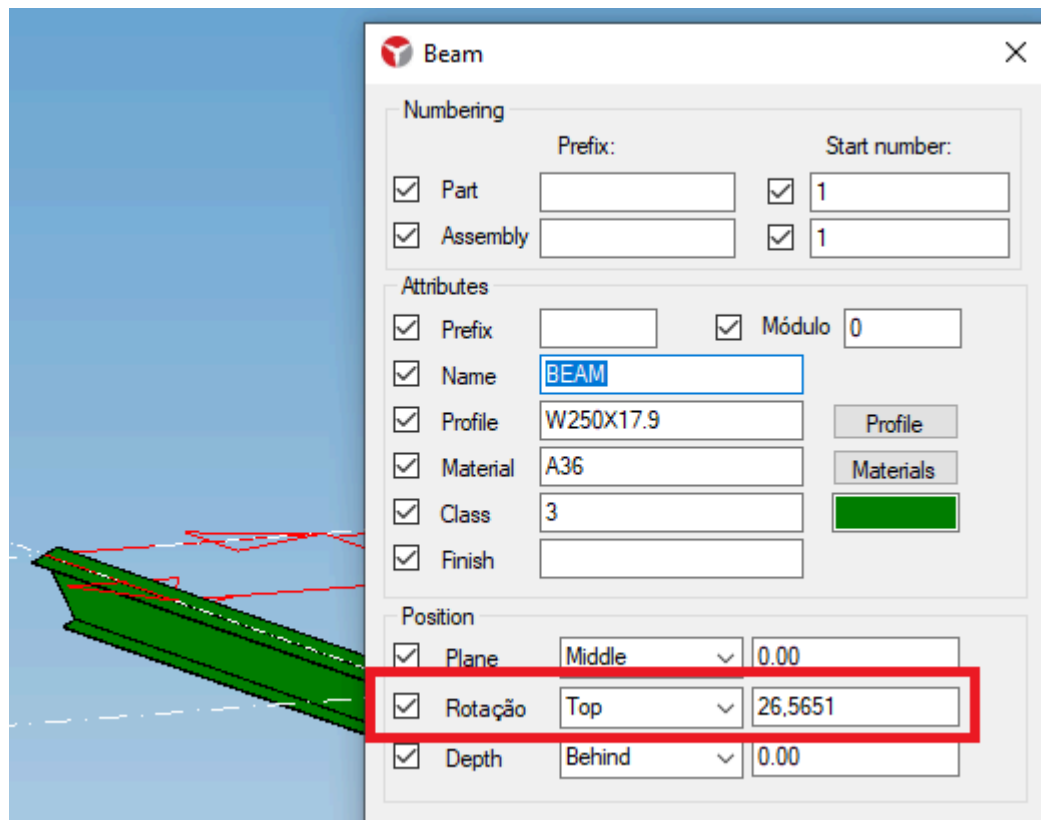 Beam
Numbering
Prefix: Start number:
Part 1
Assembly 1
Attributes
Prefix Módulo 0
Name BEAM
Profile W250X17.9 Profile
Material A36 Materials
Class 3
Finish
Position
Plane Middle 0.00
Rotação Top 26,5651
Depth Behind 0.00